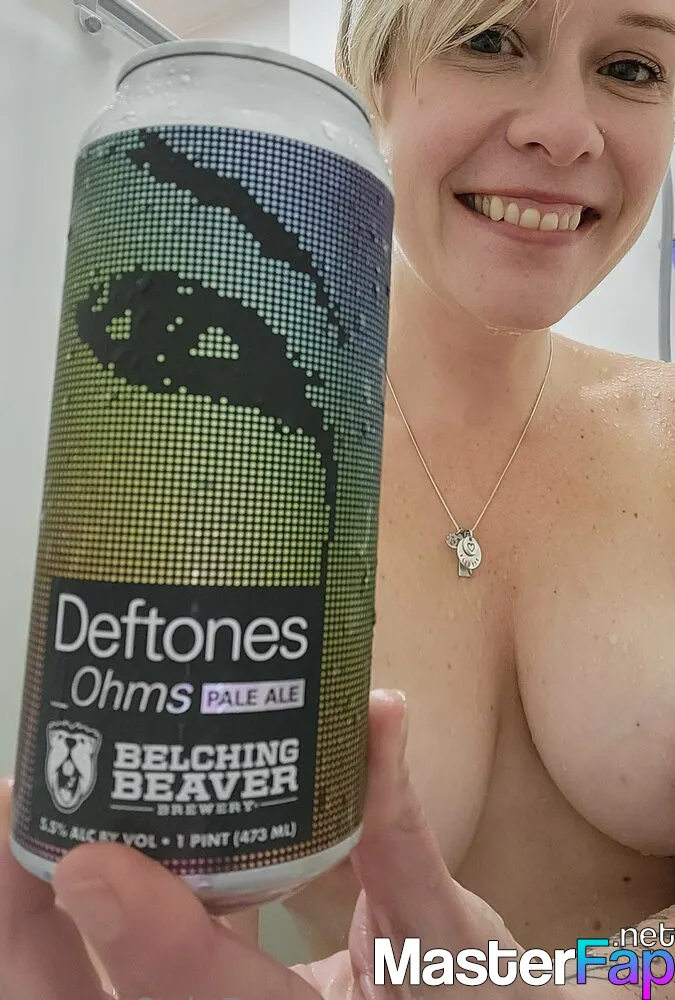 Deftones
_Ohms PALE ALE
BELCHING
BEAVER
BREWERY
5.5% ALC BY VOL • 1 PINT (473 ML)
MasterFap.net